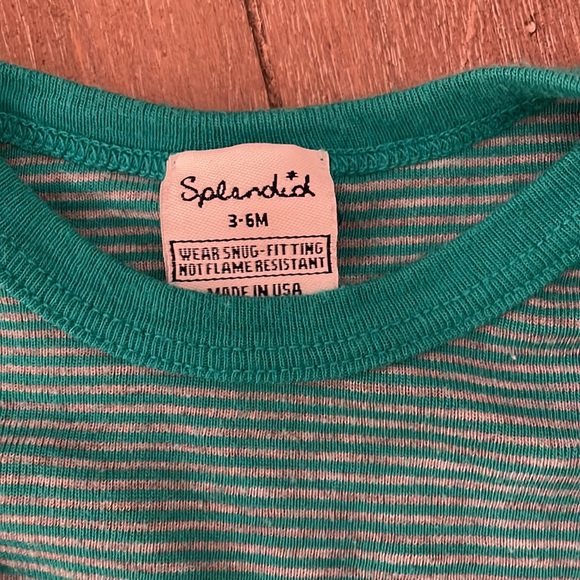 Splendid
3-6M
WEAR SNUG-FITTING
NOT FLAME RESISTANT
MADE IN USA